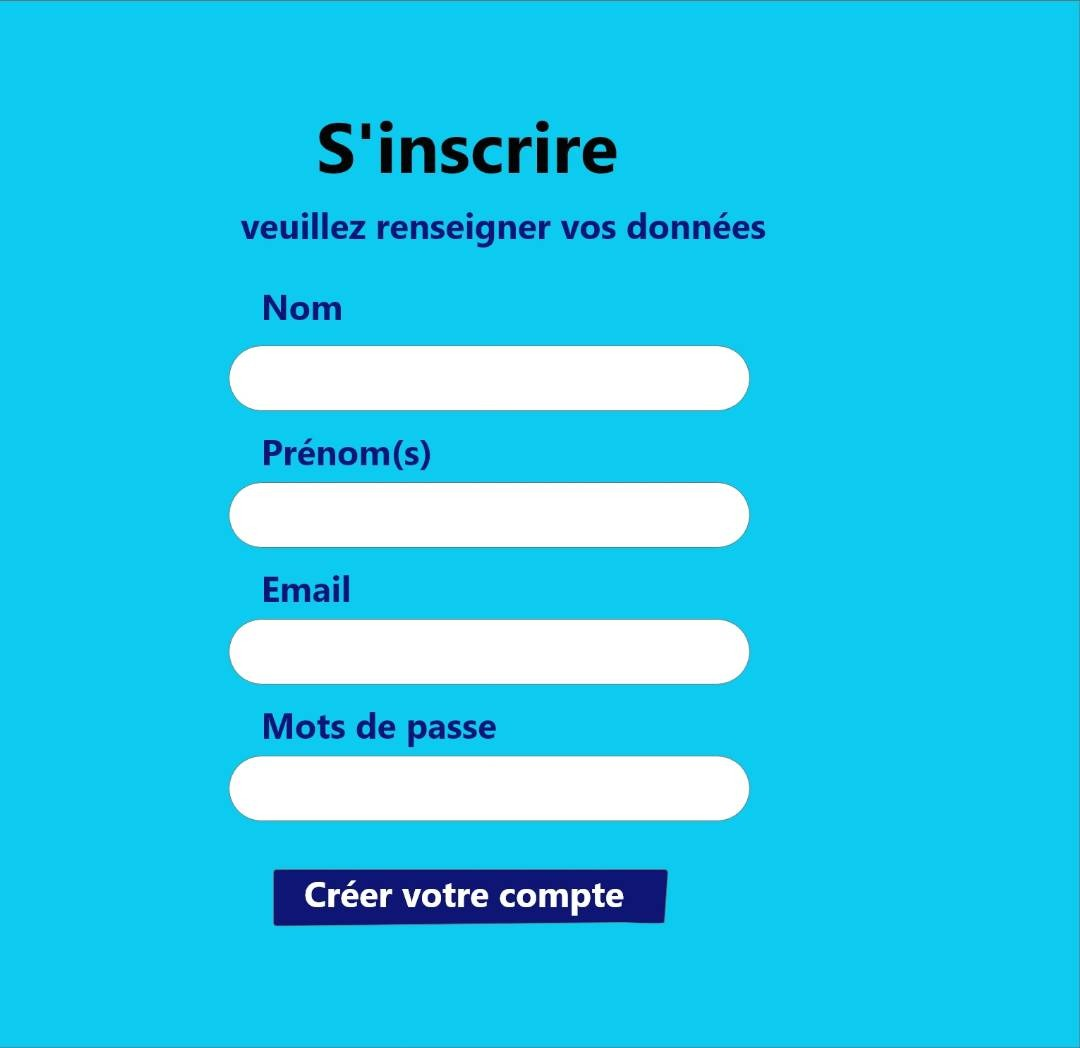 S'inscrire
veuillez renseigner vos données
Nom
Prénom(s)
Email
Mots de passe
Créer votre compte